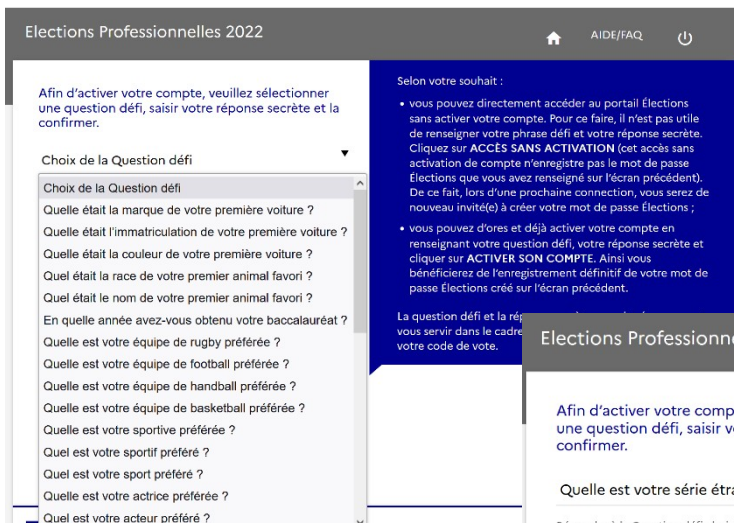 Elections Professionnelles 2022
AIDE/FAQ
Afin d'activer votre compte, veuillez sélectionner
une question défi, saisir votre réponse secrète et la
confirmer.
Choix de la Question défi
Choix de la Question défi
Quelle était la marque de votre première voiture ?
Quelle était l'immatriculation de votre première voiture ?
Quelle était la couleur de votre première voiture ?
Quel était la race de votre premier animal favori ?
Quel était le nom de votre premier animal favori ?
En quelle année avez-vous obtenu votre baccalauréat ?
Quelle est votre équipe de rugby préférée ?
Quelle est votre équipe de football préférée ?
Quelle est votre équipe de handball préférée ?
Quelle est votre équipe de basketball préférée ?
Quelle est votre sportive préférée ?
Quel est votre sportif préféré ?
Quel est votre sport préféré ?
Quelle est votre actrice préférée ?
Quel est votre acteur préféré ?
Selon votre souhait :
• vous pouvez directement accéder au portail Élections
sans activer votre compte. Pour ce faire, il n'est pas utile
de renseigner votre phrase défi et votre réponse secrète.
Cliquez sur ACCÈS SANS ACTIVATION (cet accès sans
activation de compte n'enregistre pas le mot de passe
Élections que vous avez renseigné sur l'écran précédent).
De ce fait, lors d'une prochaine connection, vous serez de
nouveau invité(e) à créer votre mot de passe Élections ;
• vous pouvez d'ores et déjà activer votre compte en
renseignant votre question défi, votre réponse secrète et
cliquer sur ACTIVER SON COMPTE. Ainsi vous
bénéficierez de l'enregistrement définitif de votre mot de
passe Élections créé sur l'écran précédent.
La question défi et la
vous servir dans le cadre
votre code de vote.
Elections Professionn
Afin d'activer votre comp
une question défi, saisir v
confirmer.
Quelle est votre série étra